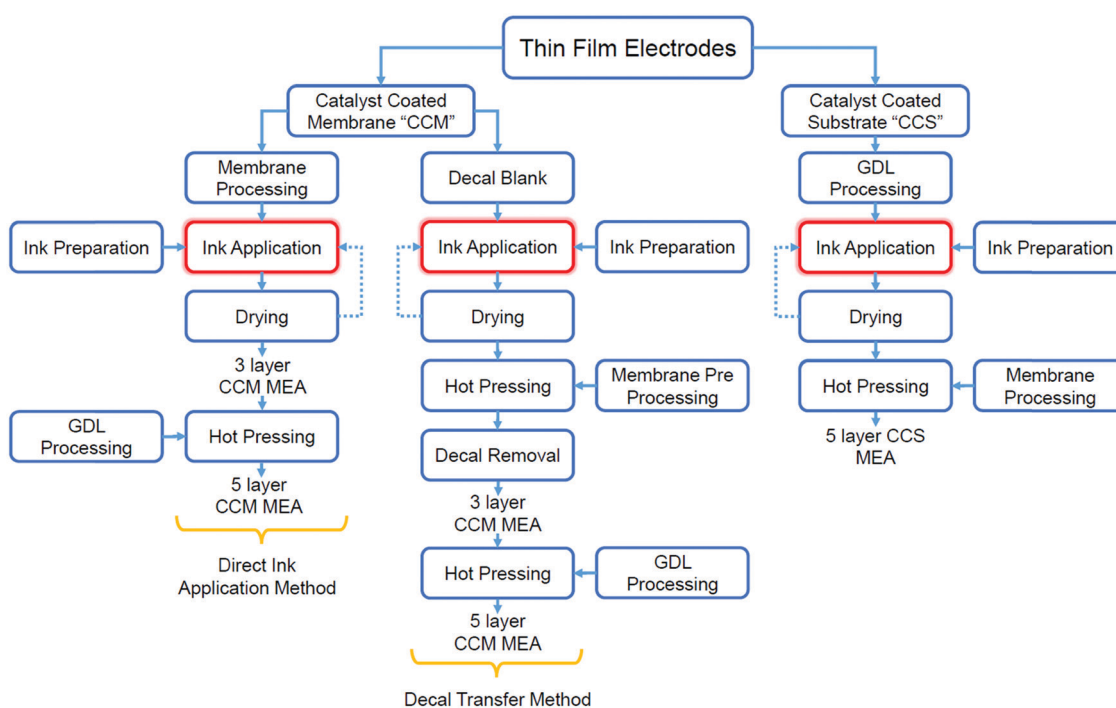 Thin Film Electrodes
Catalyst Coated
Membrane “CCM”
Catalyst Coated
Substrate “CCS”
Membrane
Processing
Decal Blank
GDL
Processing
Ink Preparation
Ink Application
Ink Application
Ink Preparation
Ink Application
Ink Preparation
Drying
Drying
Drying
3 layer
CCM MEA
Hot Pressing
Membrane Pre
Processing
Hot Pressing
Membrane
Processing
GDL
Processing
Hot Pressing
Decal Removal
5 layer CCS
MEA
5 layer
CCM MEA
3 layer
CCM MEA
Direct Ink
Application Method
Hot Pressing
GDL
Processing
5 layer
CCM MEA
Decal Transfer Method